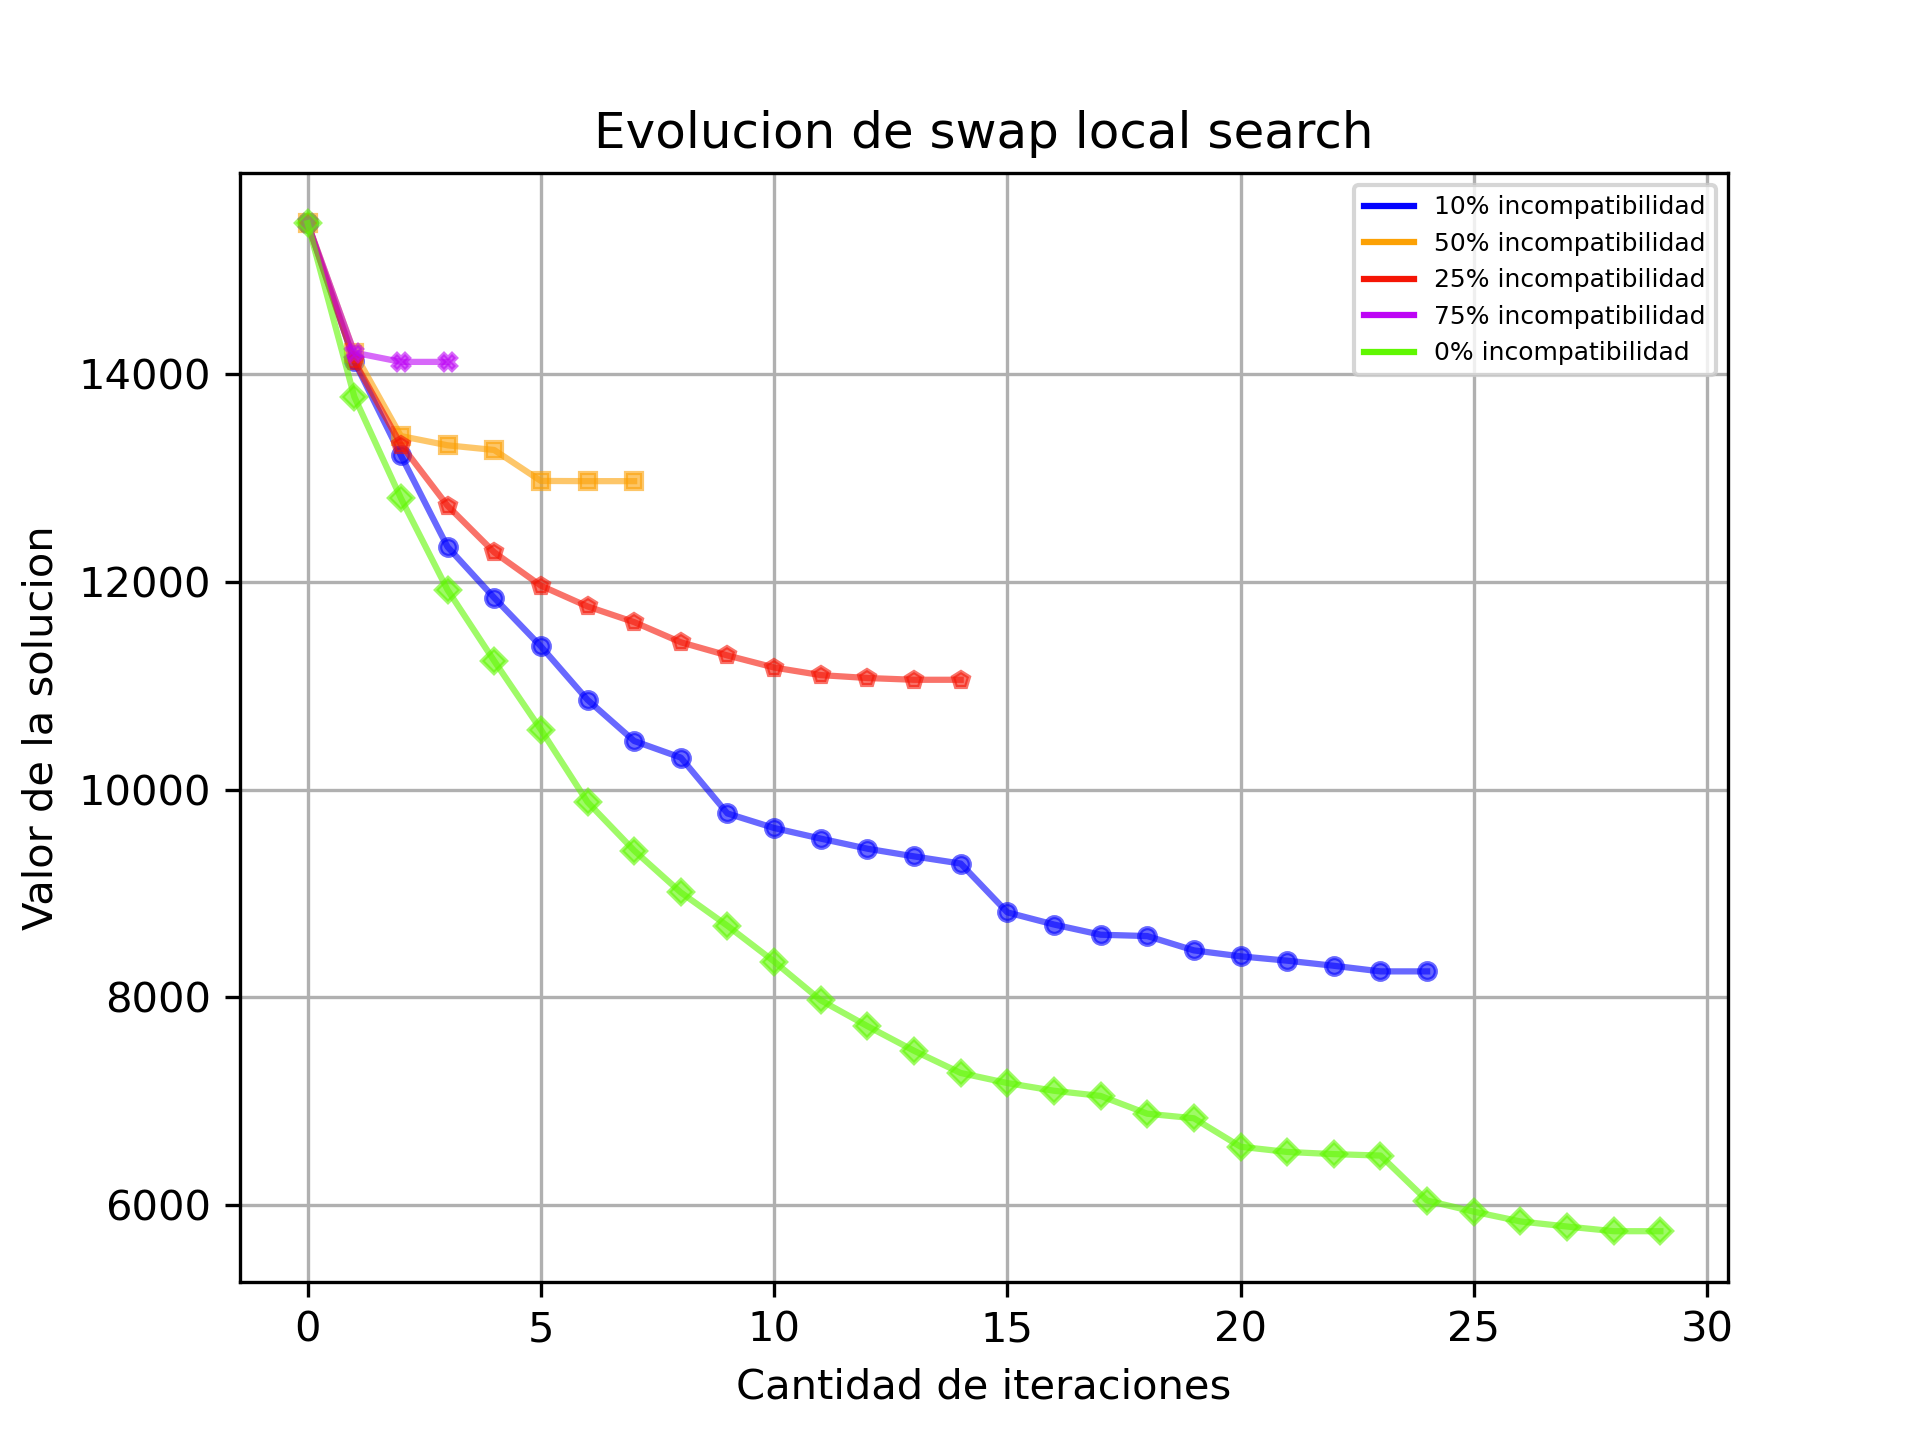 Evolucion de swap local search
10% incompatibilidad
50% incompatibilidad
25% incompatibilidad
75% incompatibilidad
0% incompatibilidad
Valor de la solucion
14000
12000
10000
8000
6000
0 5 10 15 20 25 30
Cantidad de iteraciones